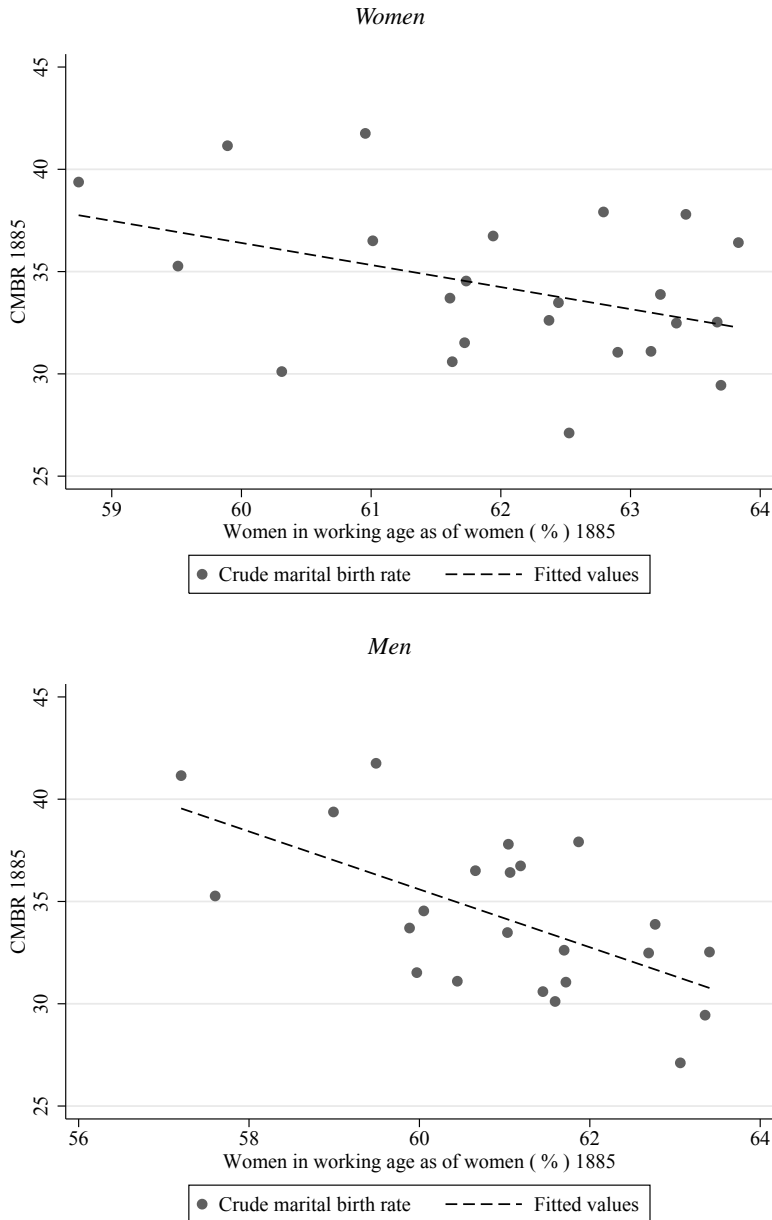 Women
45
40
35
30
25
CMBR 1885
59 60 61 62 63 64
Women in working age as of women ( % ) 1885
Crude marital birth rate Fitted values
Men
45
40
35
30
25
CMBR 1885
56 58 60 62 64
Women in working age as of women ( % ) 1885
Crude marital birth rate Fitted values